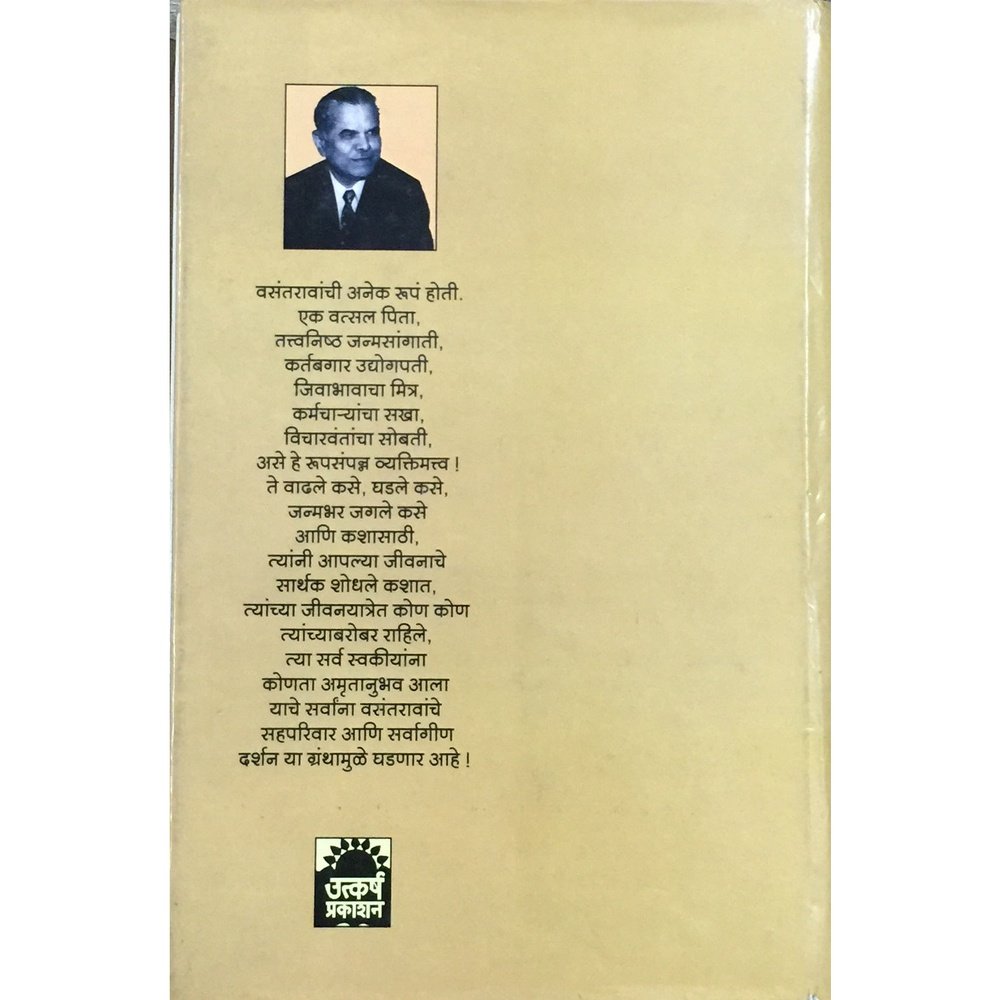 वसंतरावांची अनेक रूपं होती.
एक वत्सल पिता,
तत्त्वनिष्ठ जन्मसांगाती,
कर्तबगार उद्योगपती,
जिवाभावाचा मित्र,
कर्मचाऱ्यांचा सखा,
विचारवंतांचा सोबती,
असे हे रूपसंपन्न व्यक्तिमत्त्व !
ते वाढले कसे, घडले कसे,
जन्मभर जगले कसे
आणि कशासाठी,
त्यांनी आपल्या जीवनाचे
सार्थक शोधले कशात,
त्यांच्या जीवनयात्रेत कोण कोण
त्यांच्याबरोबर राहिले,
त्या सर्व स्वकीयांना
कोणता अमृतानुभव आला
याचे सर्वांना वसंतरावांचे
सहपरिवार आणि सर्वागीण
दर्शन या ग्रंथामुळे घडणार आहे !
उत्कर्ष
प्रकाशन